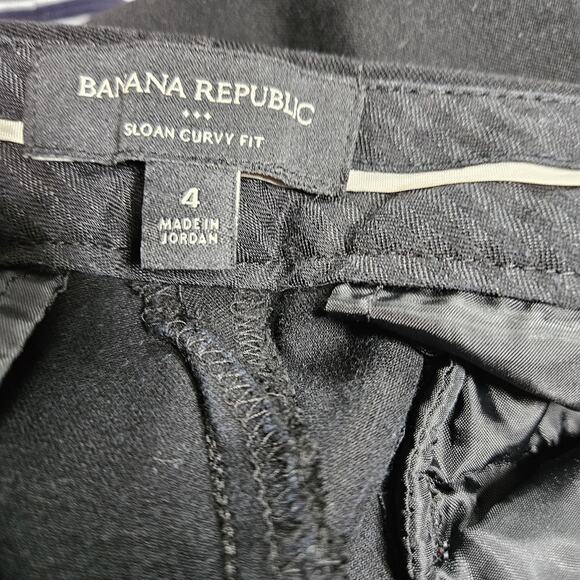 BANANA REPUBLIC
SLOAN CURVY FIT
4
MADE IN
JORDAN